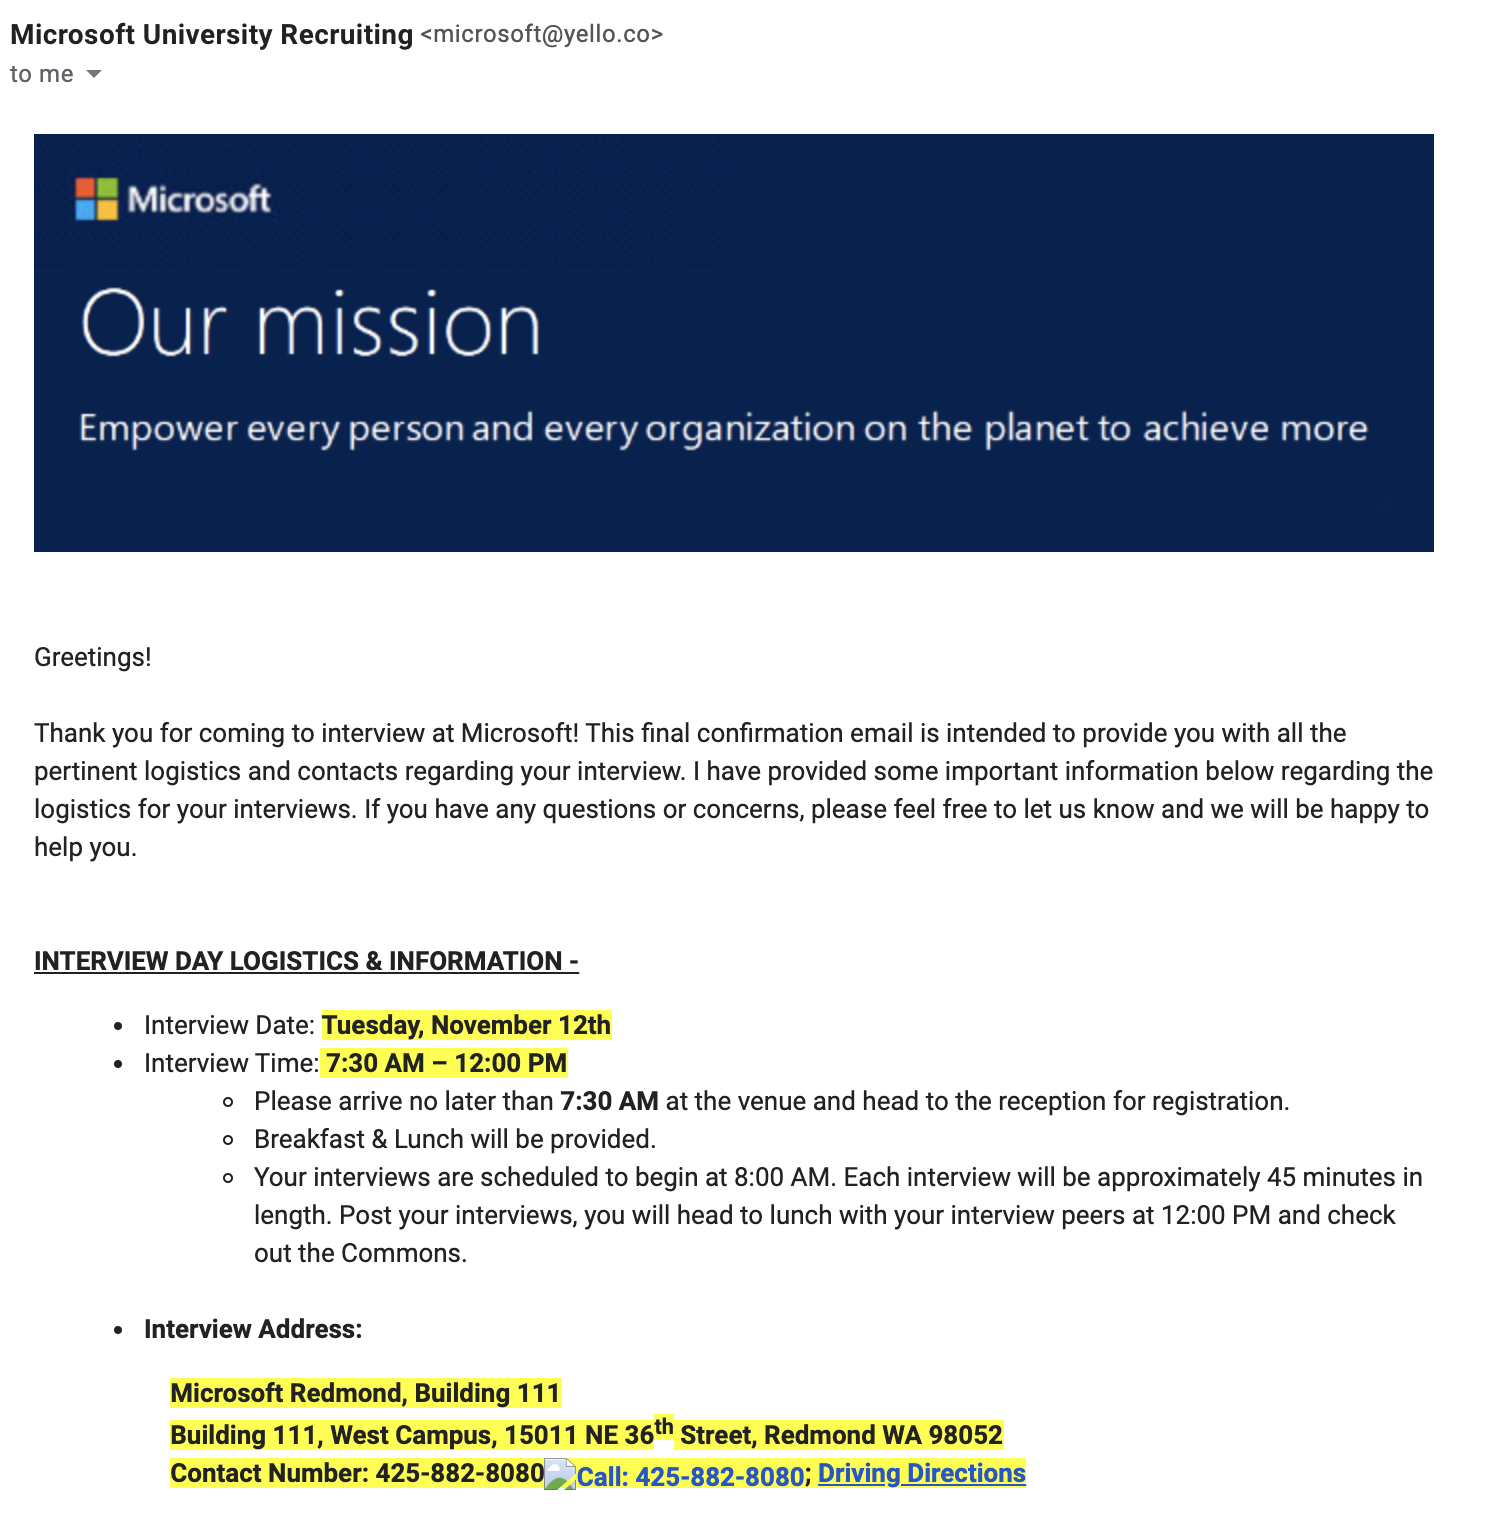 Microsoft University Recruiting <microsoft@yello.co>
to me
Microsoft
Our mission
Empower every person and every organization on the planet to achieve more
Greetings!
Thank you for coming to interview at Microsoft! This final confirmation email is intended to provide you with all the
pertinent logistics and contacts regarding your interview. I have provided some important information below regarding the
logistics for your interviews. If you have any questions or concerns, please feel free to let us know and we will be happy to
help you.
INTERVIEW DAY LOGISTICS & INFORMATION -
• Interview Date: Tuesday, November 12th
• Interview Time: 7:30 AM – 12:00 PM
○ Please arrive no later than 7:30 AM at the venue and head to the reception for registration.
○ Breakfast & Lunch will be provided.
○ Your interviews are scheduled to begin at 8:00 AM. Each interview will be approximately 45 minutes in
length. Post your interviews, you will head to lunch with your interview peers at 12:00 PM and check
out the Commons.
• Interview Address:
Microsoft Redmond, Building 111
Building 111, West Campus, 15011 NE 36th Street, Redmond WA 98052
Contact Number: 425-882-8080Call: 425-882-8080; Driving Directions